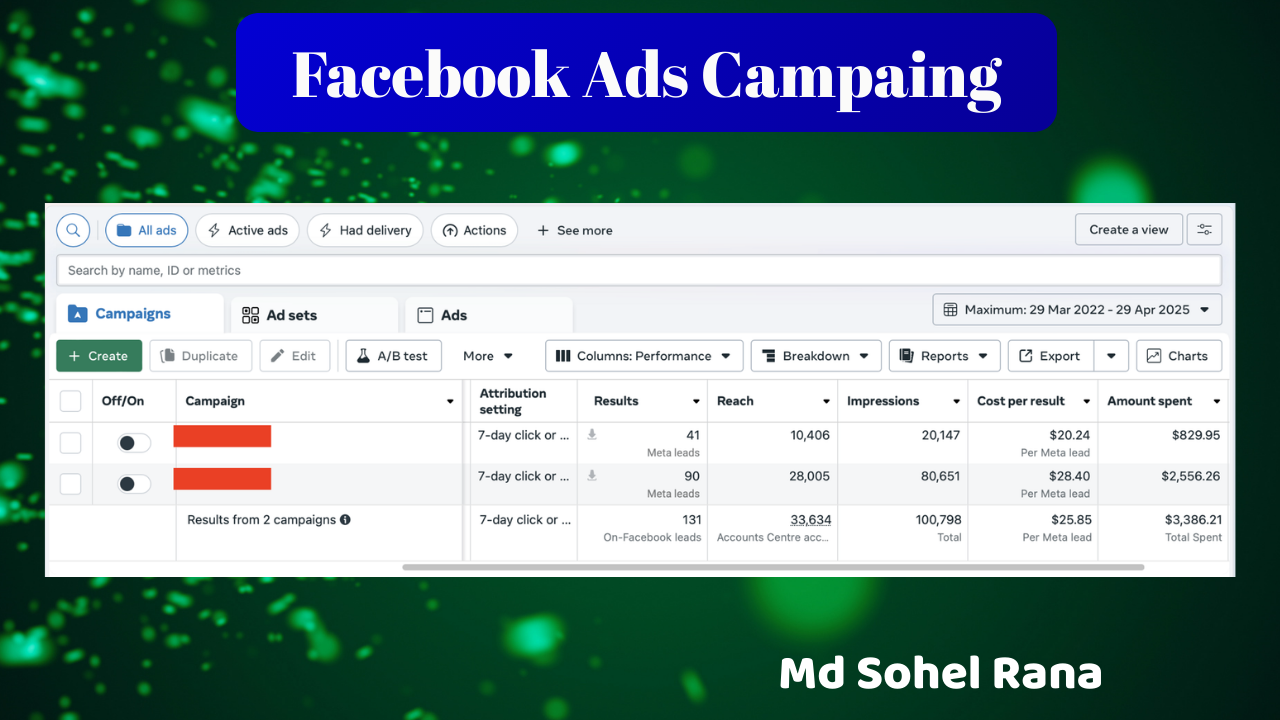 Facebook Ads Campaing
All ads
Active ads
Had delivery
Actions
+ See more
Create a view
Search by name, ID or metrics
Campaigns
Ad sets
Ads
Maximum: 29 Mar 2022 - 29 Apr 2025
+ Create
Duplicate
Edit
A/B test
More
Columns: Performance
Breakdown
Reports
Export
Charts
Off/On
Campaign
Attribution
setting
Results
Reach
Impressions
Cost per result
Amount spent
7-day click or ...
41
Meta leads
10,406
20,147
$20.24
Per Meta lead
$829.95
7-day click or ...
90
Meta leads
28,005
80,651
$28.40
Per Meta lead
$2,556.26
Results from 2 campaigns
7-day click or ...
131
On-Facebook leads
33,634
Accounts Centre acc...
100,798
Total
$25.85
Per Meta lead
$3,386.21
Total Spent
Md Sohel Rana